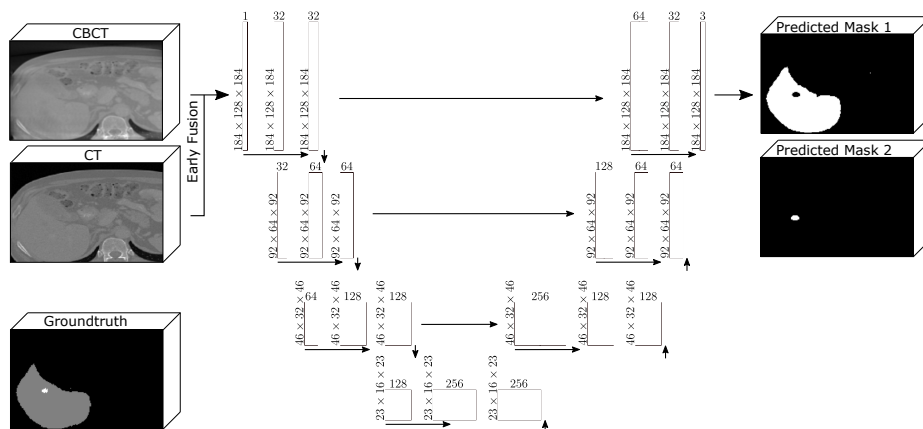 CBCT
CT
Groundtruth
Early Fusion
1 32 32
184 × 128 × 184
184 × 128 × 184
184 × 128 × 184
64 32 3
184 × 128 × 184
184 × 128 × 184
184 × 128 × 184
32 64 64
92 × 64 × 92
92 × 64 × 92
92 × 64 × 92
128 64 64
92 × 64 × 92
92 × 64 × 92
92 × 64 × 92
64 128 128
46 × 32 × 46
46 × 32 × 46
46 × 32 × 46
256 128 128
46 × 32 × 46
46 × 32 × 46
46 × 32 × 46
128 256 256
23 × 16 × 23
23 × 16 × 23
23 × 16 × 23
Predicted Mask 1
Predicted Mask 2